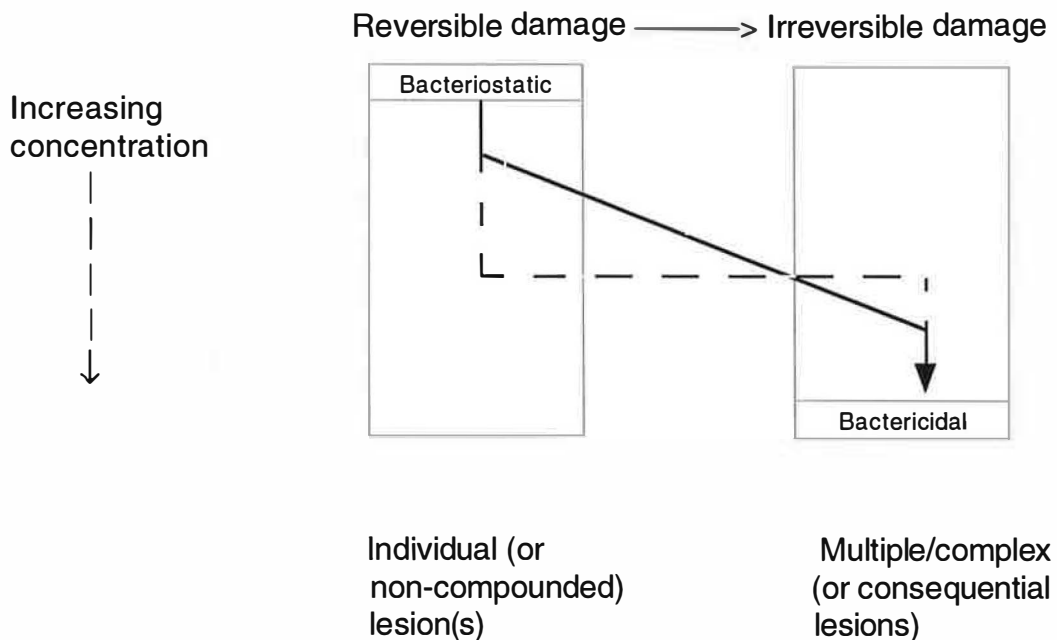 Reversible damage ⟶ Irreversible damage
Bacteriostatic
Increasing
concentration
Bactericidal
Individual (or
non-compounded)
lesion(s)
Multiple/complex
(or consequential
lesions)